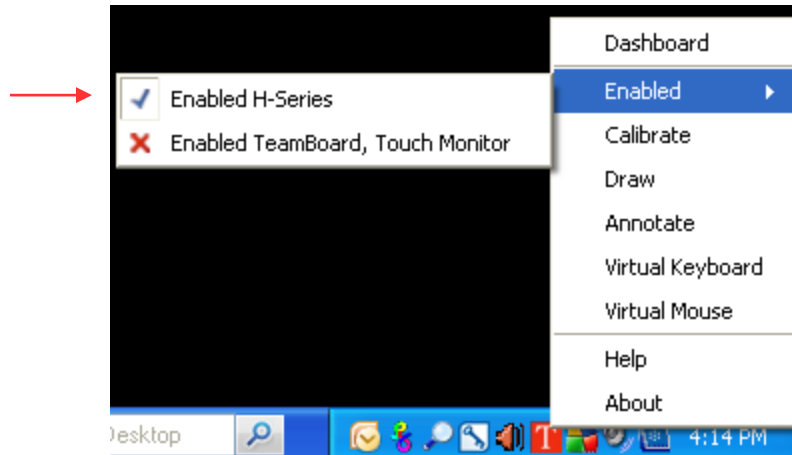 Dashboard
Enabled
Enabled H-Series
Enabled TeamBoard, Touch Monitor
Calibrate
Draw
Annotate
Virtual Keyboard
Virtual Mouse
Help
About
Desktop
T
4:14 PM